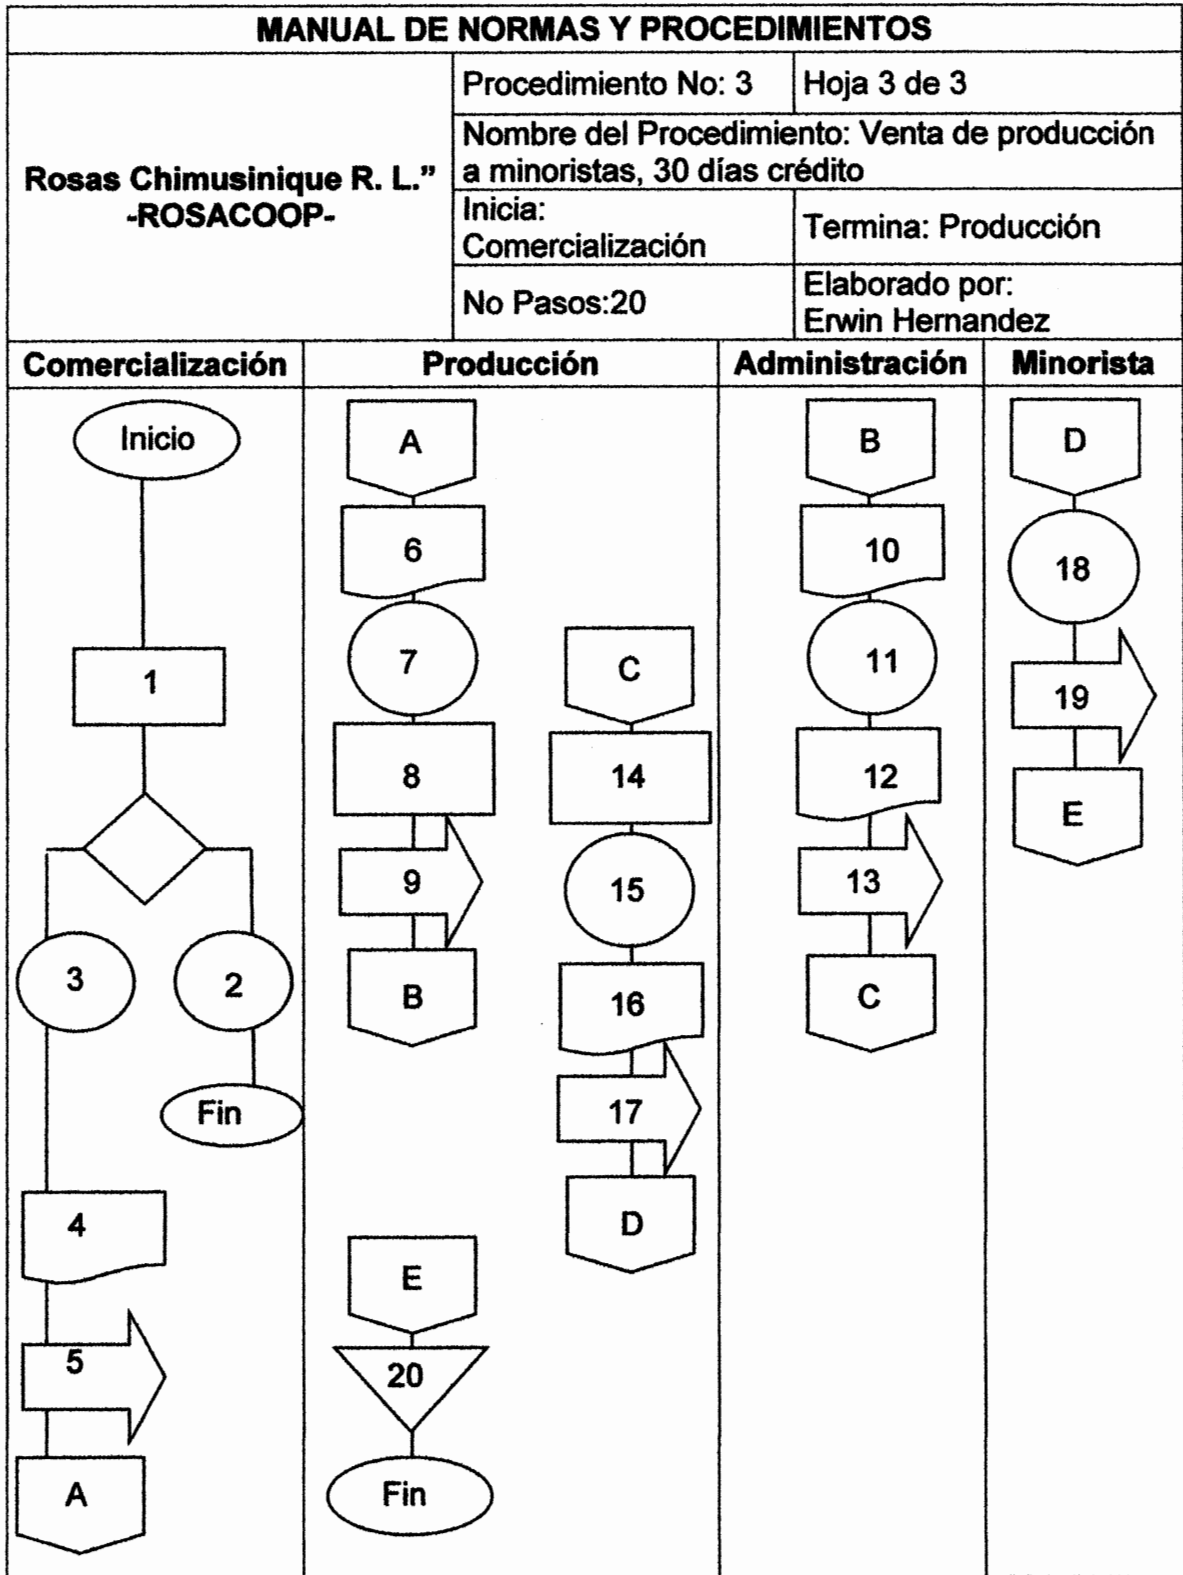 MANUAL DE NORMAS Y PROCEDIMIENTOS
Rosas Chimusinique R. L."
-ROSACOOP-
Procedimiento No: 3
Hoja 3 de 3
Nombre del Procedimiento: Venta de producción
a minoristas, 30 días crédito
Inicia:
Comercialización
Termina: Producción
No Pasos:20
Elaborado por:
Erwin Hernandez
Comercialización
Producción
Administración
Minorista
Inicio
1
3
2
Fin
4
5
A
A
6
7
8
9
B
C
14
15
16
17
D
E
20
Fin
B
10
11
12
13
C
D
18
19
E